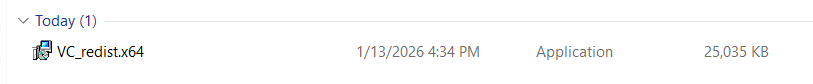 Today (1)
VC_redist.x64 1/13/2026 4:34 PM Application 25,035 KB